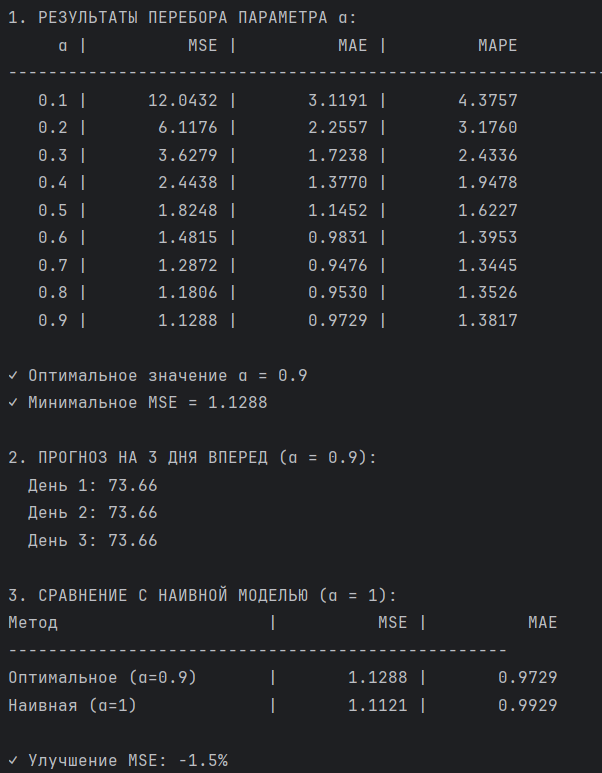 1. РЕЗУЛЬТАТЫ ПЕРЕБОРА ПАРАМЕТРА α:
α | MSE | MAE | MAPE
------------------------------------------------------------
0.1 | 12.0432 | 3.1191 | 4.3757
0.2 | 6.1176 | 2.2557 | 3.1760
0.3 | 3.6279 | 1.7238 | 2.4336
0.4 | 2.4438 | 1.3770 | 1.9478
0.5 | 1.8248 | 1.1452 | 1.6227
0.6 | 1.4815 | 0.9831 | 1.3953
0.7 | 1.2872 | 0.9476 | 1.3445
0.8 | 1.1806 | 0.9530 | 1.3526
0.9 | 1.1288 | 0.9729 | 1.3817
✓ Оптимальное значение α = 0.9
✓ Минимальное MSE = 1.1288
2. ПРОГНОЗ НА 3 ДНЯ ВПЕРЕД (α = 0.9):
День 1: 73.66
День 2: 73.66
День 3: 73.66
3. СРАВНЕНИЕ С НАИВНОЙ МОДЕЛЬЮ (α = 1):
Метод | MSE | MAE
--------------------------------------------------
Оптимальное (α=0.9) | 1.1288 | 0.9729
Наивная (α=1) | 1.1121 | 0.9929
✓ Улучшение MSE: -1.5%